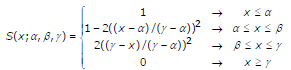 S(x;α,β,γ)=
1 → x ≤ α
1−2((x−α)/(γ−α))² → α ≤ x ≤ β
2((γ−x)/(γ−α))² → β ≤ x ≤ γ
0 → x ≥ γ